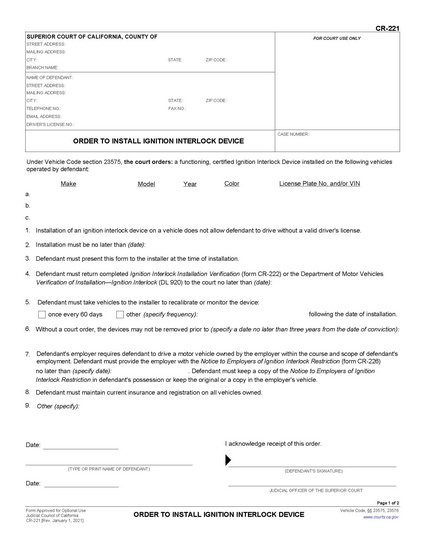 CR-221
SUPERIOR COURT OF CALIFORNIA, COUNTY OF
FOR COURT USE ONLY
STREET ADDRESS:
MAILING ADDRESS:
CITY: STATE: ZIP CODE:
BRANCH NAME:
NAME OF DEFENDANT:
STREET ADDRESS:
MAILING ADDRESS:
CITY: STATE: ZIP CODE:
TELEPHONE NO.: FAX NO.:
EMAIL ADDRESS:
DRIVER'S LICENSE NO.:
ORDER TO INSTALL IGNITION INTERLOCK DEVICE
CASE NUMBER:
Under Vehicle Code section 23575, the court orders: a functioning, certified Ignition Interlock Device installed on the following vehicles
operated by defendant:
Make Model Year Color License Plate No. and/or VIN
a.
b.
c.
1. Installation of an ignition interlock device on a vehicle does not allow defendant to drive without a valid driver's license.
2. Installation must be no later than (date):
3. Defendant must present this form to the installer at the time of installation.
4. Defendant must return completed Ignition Interlock Installation Verification (form CR-222) or the Department of Motor Vehicles
Verification of Installation—Ignition Interlock (DL 920) to the court no later than (date):
5. Defendant must take vehicles to the installer to recalibrate or monitor the device:
once every 60 days other (specify frequency): following the date of installation.
6. Without a court order, the devices may not be removed prior to (specify a date no later than three years from the date of conviction):
7. Defendant's employer requires defendant to drive a motor vehicle owned by the employer within the course and scope of defendant's
employment. Defendant must provide the employer with the Notice to Employers of Ignition Interlock Restriction (form CR-226)
no later than (specify date): . Defendant must keep a copy of the Notice to Employers of Ignition
Interlock Restriction in defendant's possession or keep the original or a copy in the employer's vehicle.
8. Defendant must maintain current insurance and registration on all vehicles owned.
9. Other (specify):
Date:
I acknowledge receipt of this order.
(TYPE OR PRINT NAME OF DEFENDANT)
(DEFENDANT'S SIGNATURE)
Date:
JUDICIAL OFFICER OF THE SUPERIOR COURT
Page 1 of 2
Form Approved for Optional Use
Judicial Council of California
CR-221 [Rev. January 1, 2021]
ORDER TO INSTALL IGNITION INTERLOCK DEVICE
Vehicle Code, §§ 23573, 23576
www.courts.ca.gov